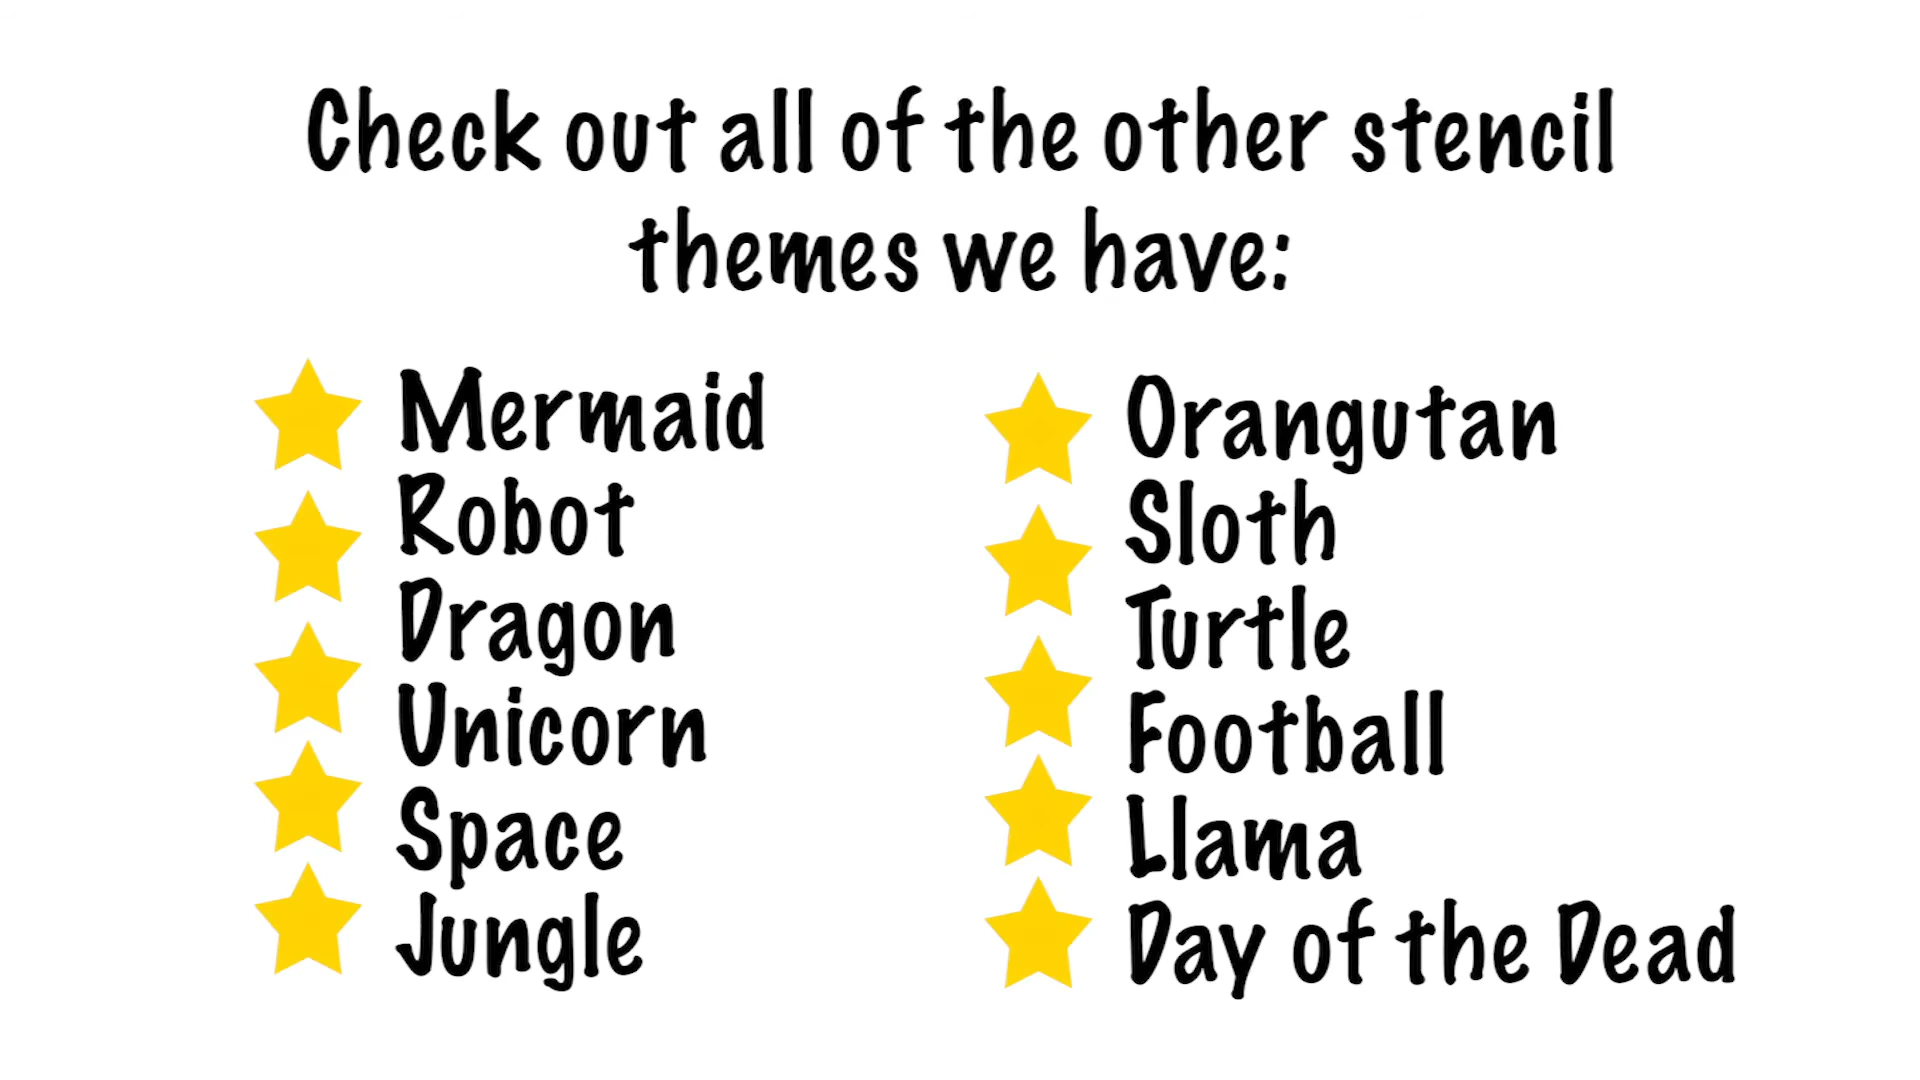 Check out all of the other stencil
themes we have:
Mermaid
Robot
Dragon
Unicorn
Space
Jungle
Orangutan
Sloth
Turtle
Football
Llama
Day of the Dead